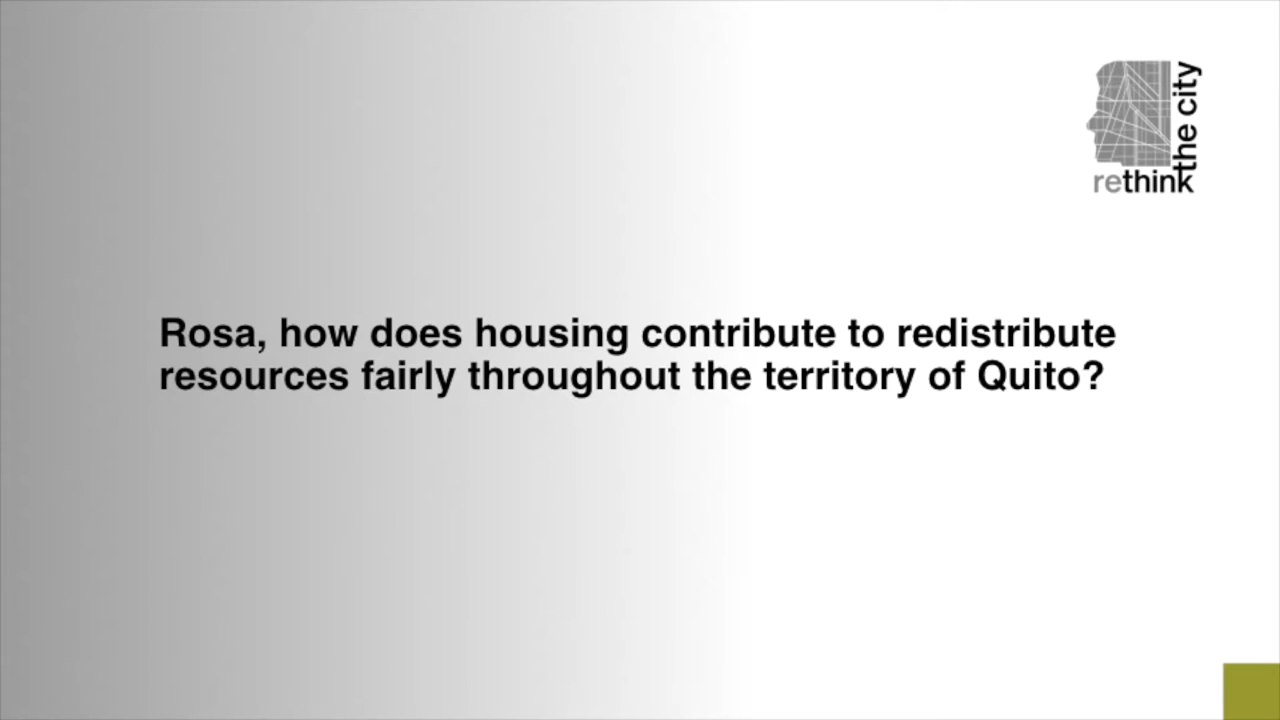 the city
rethink
Rosa, how does housing contribute to redistribute
resources fairly throughout the territory of Quito?